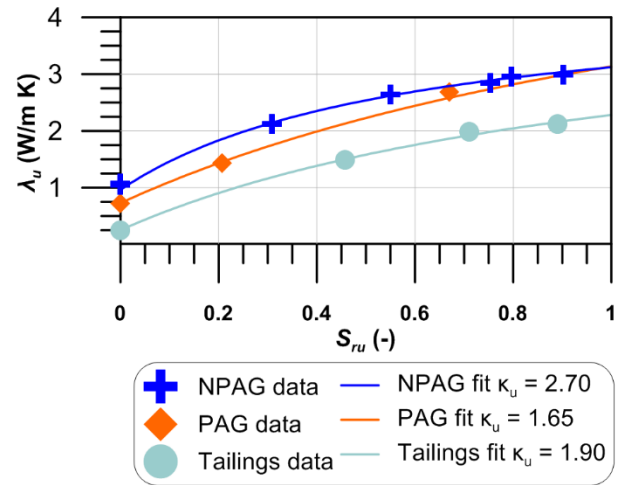 4
3
2
1
λu (W/m K)
0 0.2 0.4 0.6 0.8 1
Sru (-)
NPAG data NPAG fit κu = 2.70
PAG data PAG fit κu = 1.65
Tailings data Tailings fit κu = 1.90